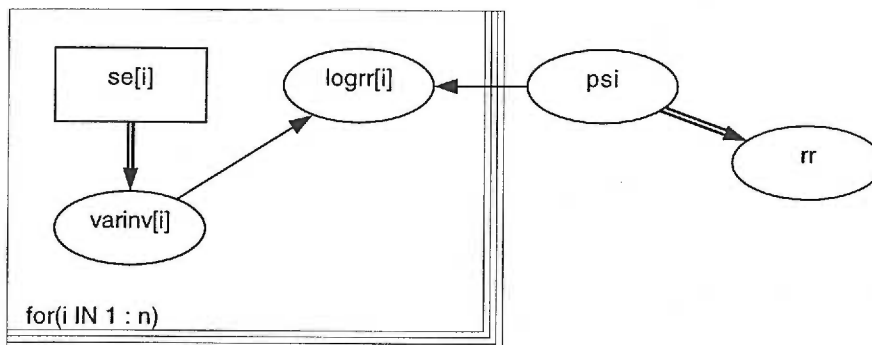 se[i]
logrr[i]
psi
rr
varinv[i]
for(i IN 1 : n)